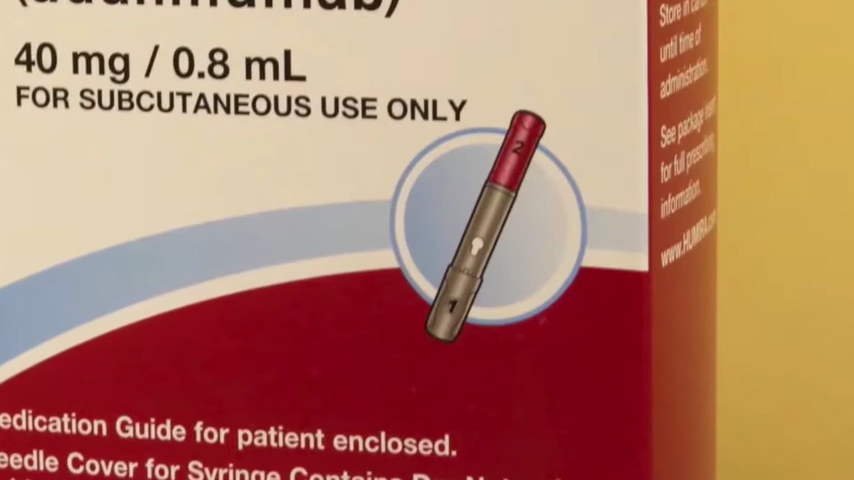 (adalimumab)
40 mg / 0.8 mL
FOR SUBCUTANEOUS USE ONLY
2
1
edication Guide for patient enclosed.
eedle Cover for Syringe Contains Dry Nat
Store in
until time of
administration.
See package insert
for full prescribing
information.
www.HUMIRA.com